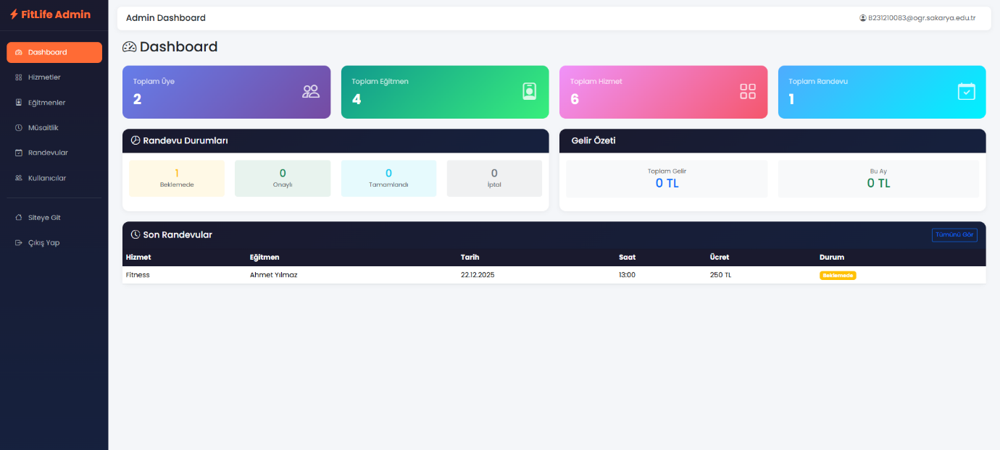 FitLife Admin
Dashboard
Hizmetler
Eğitmenler
Müsaitlik
Randevular
Kullanıcılar
Siteye Git
Çıkış Yap
Admin Dashboard
B231210083@ogr.sakarya.edu.tr
Dashboard
Toplam Üye
2
Toplam Eğitmen
4
Toplam Hizmet
6
Toplam Randevu
1
Randevu Durumları
1
Beklemede
0
Onaylı
0
Tamamlandı
0
İptal
Gelir Özeti
Toplam Gelir
0 TL
Bu Ay
0 TL
Son Randevular
Tümünü Gör
Hizmet Eğitmen Tarih Saat Ücret Durum
Fitness Ahmet Yılmaz 22.12.2025 13:00 250 TL Beklemede